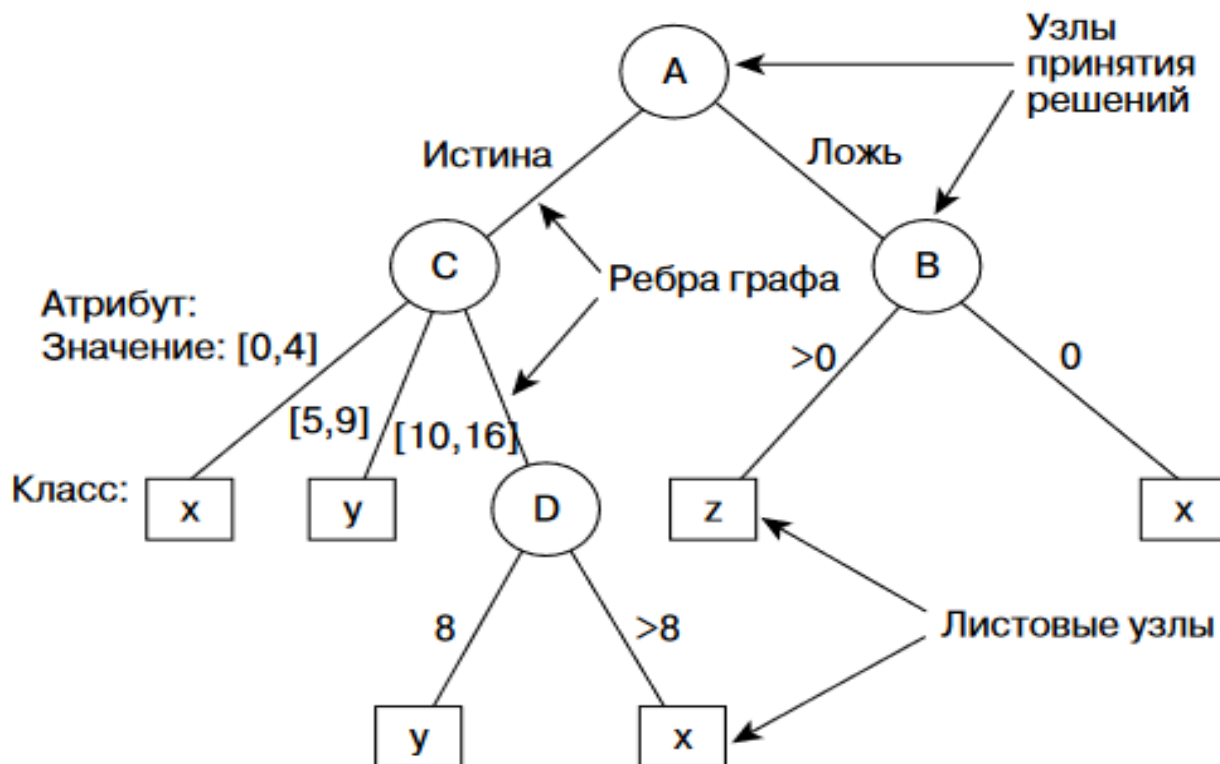 Узлы
принятия
решений
A
Истина
Ложь
C
B
Ребра графа
Атрибут:
Значение: [0,4]
>0
0
[5,9]
[10,16]
Класс:
x
y
D
z
x
8
>8
Листовые узлы
y
x